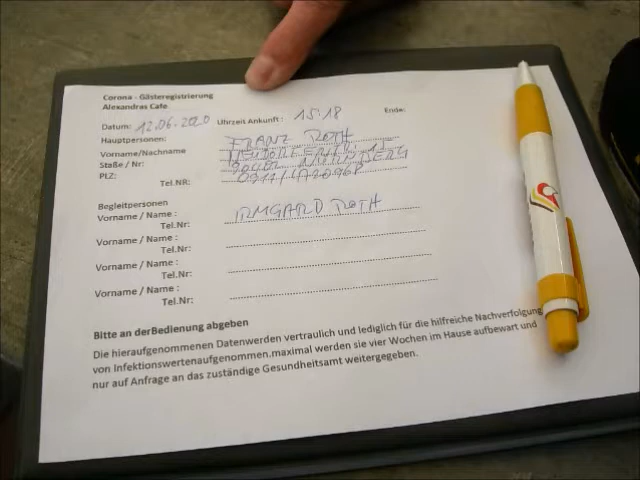 Corona - Gästeregistrierung
Alexandras Cafe
Datum: 12.06.2020 Uhrzeit Ankunft : 15:18 Ende:
Hauptpersonen:
Vorname/Nachname FRANZ ROTH
Staße / Nr:
PLZ: NÜRNBERG
Tel.NR:
Begleitpersonen
Vorname / Name : IRMGARD ROTH
Tel.Nr:
Vorname / Name :
Tel.Nr:
Vorname / Name :
Tel.Nr:
Vorname / Name :
Tel.Nr:
Bitte an derBedienung abgeben
Die hieraufgenommenen Datenwerden vertraulich und lediglich für die hilfreiche Nachverfolgung
von Infektionswertenaufgenommen.maximal werden sie vier Wochen im Hause aufbewart und
nur auf Anfrage an das zuständige Gesundheitsamt weitergegeben.